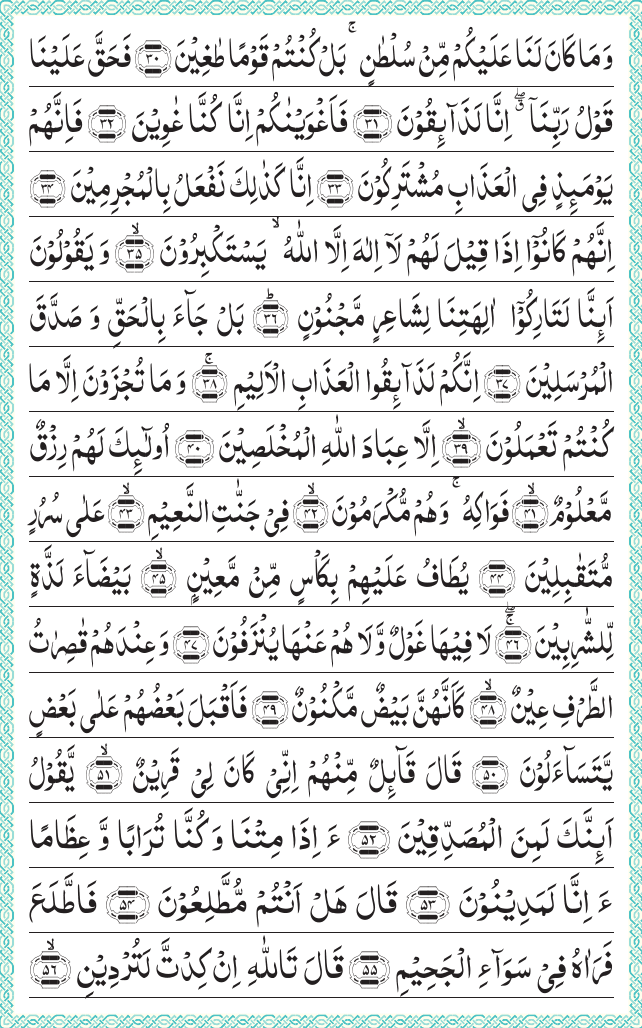 وَمَا كَانَ لَنَا عَلَيْكُمْ مِّنْ سُلْطٰنٍ ۚ بَلْ كُنْتُمْ قَوْمًا طٰغِيْنَ ﴿۳۰﴾ فَحَقَّ عَلَيْنَا
قَوْلُ رَبِّنَاۤ ۖۗ اِنَّا لَذَآئِقُوْنَ ﴿۳۱﴾ فَاَغْوَيْنٰكُمْ اِنَّا كُنَّا غٰوِيْنَ ﴿۳۲﴾ فَاِنَّهُمْ
يَوْمَئِذٍ فِى الْعَذَابِ مُشْتَرِكُوْنَ ﴿۳۳﴾ اِنَّا كَذٰلِكَ نَفْعَلُ بِالْمُجْرِمِيْنَ ﴿۳۴﴾
اِنَّهُمْ كَانُوْۤا اِذَا قِيْلَ لَهُمْ لَاۤ اِلٰهَ اِلَّا اللّٰهُ ۙ يَسْتَكْبِرُوْنَ ۙ﴿۳۵﴾ وَ يَقُوْلُوْنَ
اَئِنَّا لَتَارِكُوْۤا اٰلِهَتِنَا لِشَاعِرٍ مَّجْنُوْنٍ ؕ﴿۳۶﴾ بَلْ جَآءَ بِالْحَقِّ وَ صَدَّقَ
الْمُرْسَلِيْنَ ﴿۳۷﴾ اِنَّكُمْ لَذَآئِقُوا الْعَذَابِ الْاَلِيْمِ ۚ﴿۳۸﴾ وَ مَا تُجْزَوْنَ اِلَّا مَا
كُنْتُمْ تَعْمَلُوْنَ ۙ﴿۳۹﴾ اِلَّا عِبَادَ اللّٰهِ الْمُخْلَصِيْنَ ﴿۴۰﴾ اُولٰٓئِكَ لَهُمْ رِزْقٌ
مَّعْلُوْمٌ ۙ﴿۴۱﴾ فَوَاكِهُ ۚ وَهُمْ مُّكْرَمُوْنَ ۙ﴿۴۲﴾ فِىْ جَنّٰتِ النَّعِيْمِ ۙ﴿۴۳﴾ عَلٰى سُرُرٍ
مُّتَقٰبِلِيْنَ ﴿۴۴﴾ يُطَافُ عَلَيْهِمْ بِكَاْسٍ مِّنْ مَّعِيْنٍ ۙ﴿۴۵﴾ بَيْضَآءَ لَذَّةٍ
لِّلشّٰرِبِيْنَ ۖۚ﴿۴۶﴾ لَا فِيْهَا غَوْلٌ وَّلَا هُمْ عَنْهَا يُنْزَفُوْنَ ﴿۴۷﴾ وَعِنْدَهُمْ قٰصِرٰتُ
الطَّرْفِ عِيْنٌ ۙ﴿۴۸﴾ كَاَنَّهُنَّ بَيْضٌ مَّكْنُوْنٌ ﴿۴۹﴾ فَاَقْبَلَ بَعْضُهُمْ عَلٰى بَعْضٍ
يَّتَسَآءَلُوْنَ ﴿۵۰﴾ قَالَ قَآئِلٌ مِّنْهُمْ اِنِّىْ كَانَ لِىْ قَرِيْنٌ ۙ﴿۵۱﴾ يَّقُوْلُ
اَئِنَّكَ لَمِنَ الْمُصَدِّقِيْنَ ﴿۵۲﴾ ءَ اِذَا مِتْنَا وَكُنَّا تُرَابًا وَّ عِظَامًا
ءَ اِنَّا لَمَدِيْنُوْنَ ﴿۵۳﴾ قَالَ هَلْ اَنْتُمْ مُّطَّلِعُوْنَ ﴿۵۴﴾ فَاطَّلَعَ
فَرَاٰهُ فِىْ سَوَآءِ الْجَحِيْمِ ﴿۵۵﴾ قَالَ تَاللّٰهِ اِنْ كِدْتَّ لَتُرْدِيْنِ ۙ﴿۵۶﴾